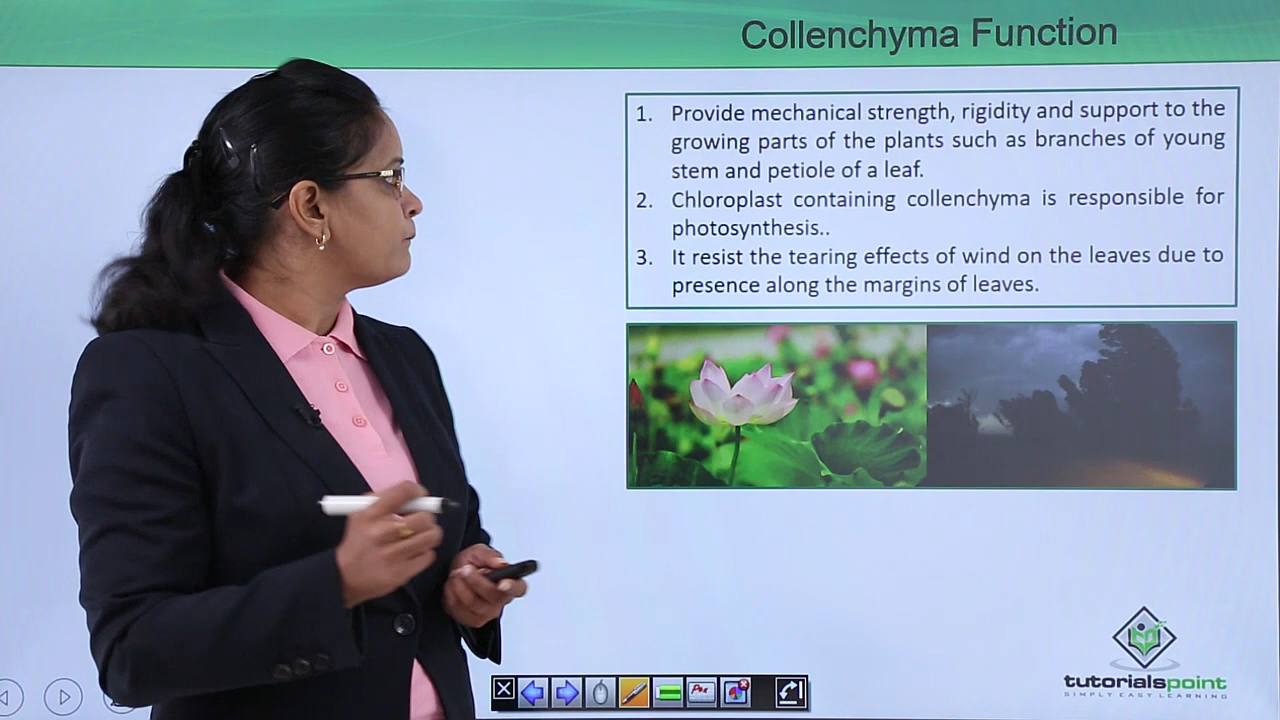 Collenchyma Function
1. Provide mechanical strength, rigidity and support to the
growing parts of the plants such as branches of young
stem and petiole of a leaf.
2. Chloroplast containing collenchyma is responsible for
photosynthesis..
3. It resist the tearing effects of wind on the leaves due to
presence along the margins of leaves.
tutorialspoint
SIMPLY EASY LEARNING